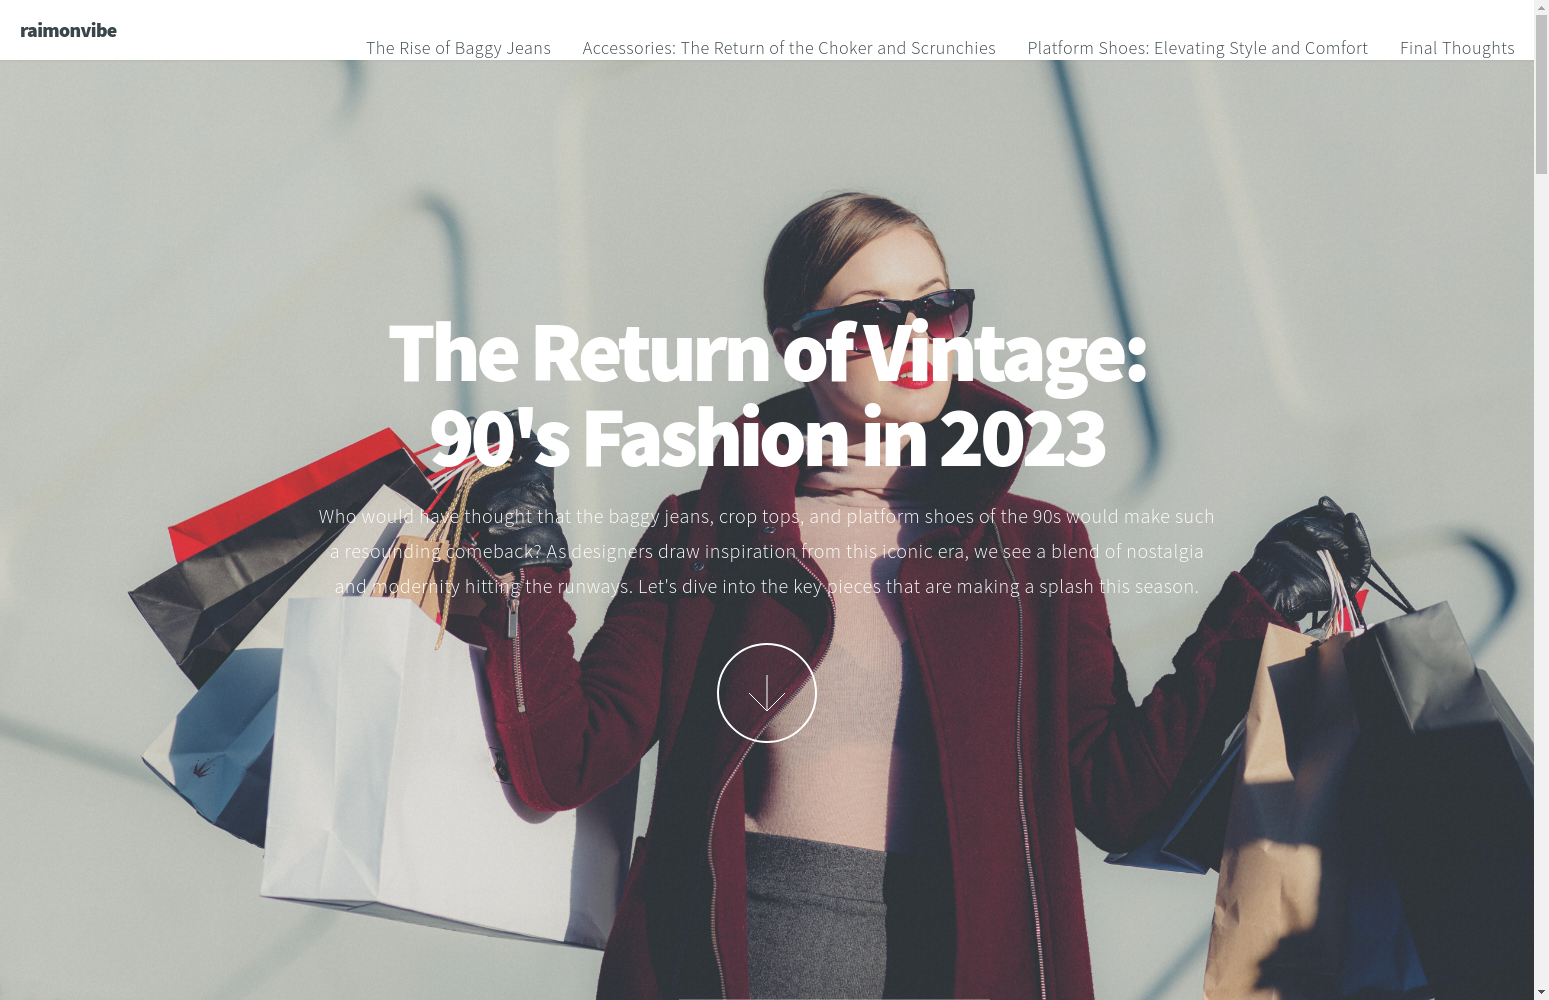 raimonvibe
The Rise of Baggy Jeans
Accessories: The Return of the Choker and Scrunchies
Platform Shoes: Elevating Style and Comfort
Final Thoughts
The Return of Vintage:
90's Fashion in 2023
Who would have thought that the baggy jeans, crop tops, and platform shoes of the 90s would make such
a resounding comeback? As designers draw inspiration from this iconic era, we see a blend of nostalgia
and modernity hitting the runways. Let's dive into the key pieces that are making a splash this season.